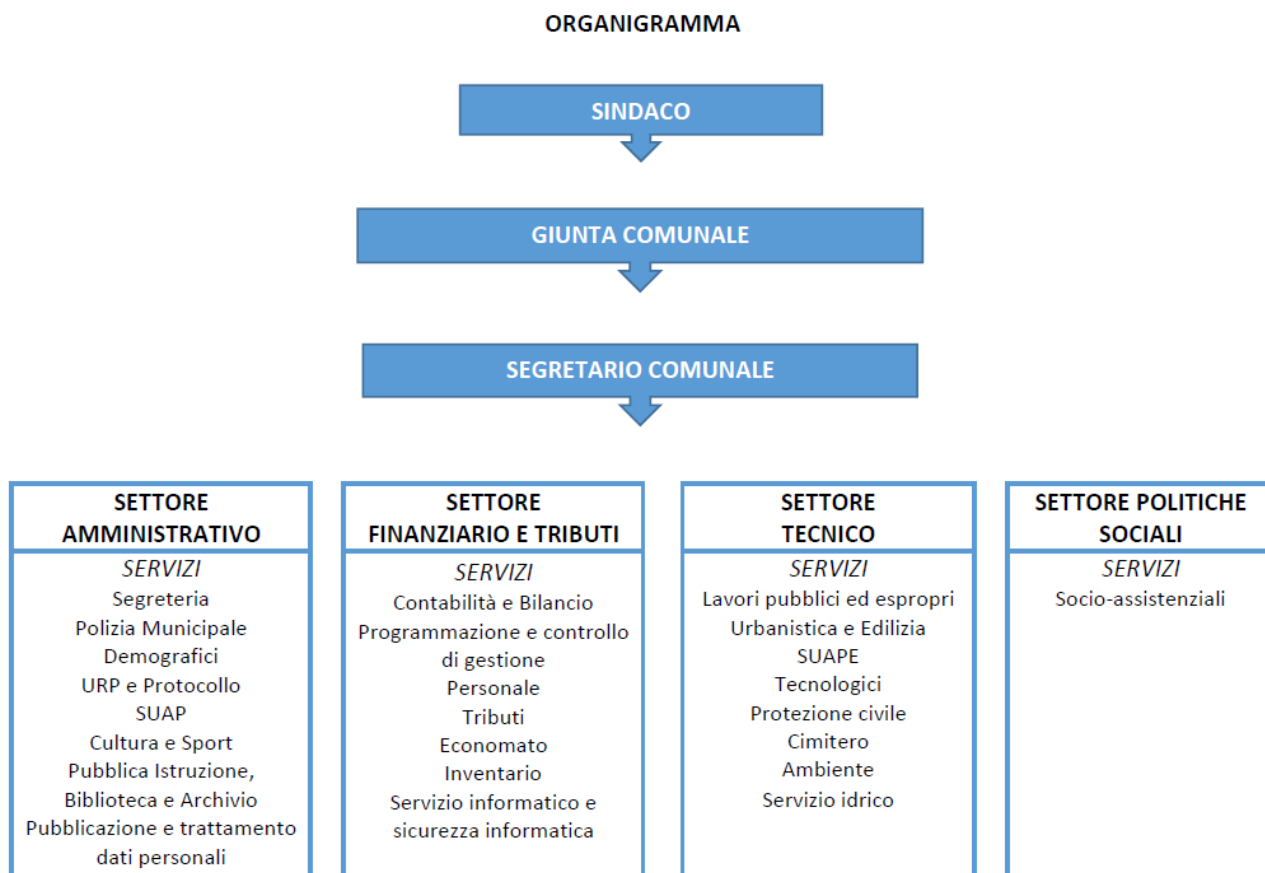 ORGANIGRAMMA
SINDACO
GIUNTA COMUNALE
SEGRETARIO COMUNALE
SETTORE
AMMINISTRATIVO
SERVIZI
Segreteria
Polizia Municipale
Demografici
URP e Protocollo
SUAP
Cultura e Sport
Pubblica Istruzione,
Biblioteca e Archivio
Pubblicazione e trattamento
dati personali
SETTORE
FINANZIARIO E TRIBUTI
SERVIZI
Contabilità e Bilancio
Programmazione e controllo
di gestione
Personale
Tributi
Economato
Inventario
Servizio informatico e
sicurezza informatica
SETTORE
TECNICO
SERVIZI
Lavori pubblici ed espropri
Urbanistica e Edilizia
SUAPE
Tecnologici
Protezione civile
Cimitero
Ambiente
Servizio idrico
SETTORE POLITICHE
SOCIALI
SERVIZI
Socio-assistenziali